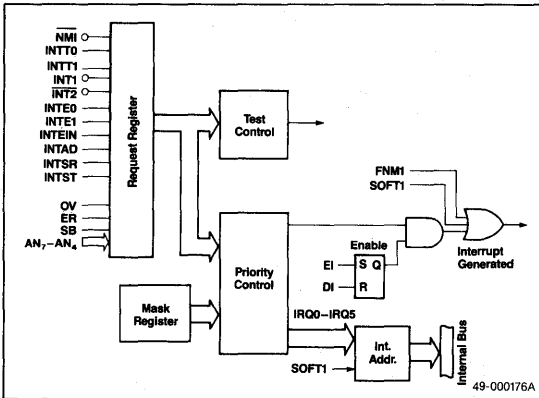 NMI
INTT0
INTT1
INT1
INT2
INTE0
INTE1
INTEIN
INTAD
INTSR
INTST
OV
ER
SB
AN7-AN4
Request Register
Test
Control
FNM1
SOFT1
Interrupt
Generated
Enable
EI
S Q
DI
R
Priority
Control
Mask
Register
IRQ0-IRQ5
Int.
Addr.
SOFT1
Internal Bus
49-000176A